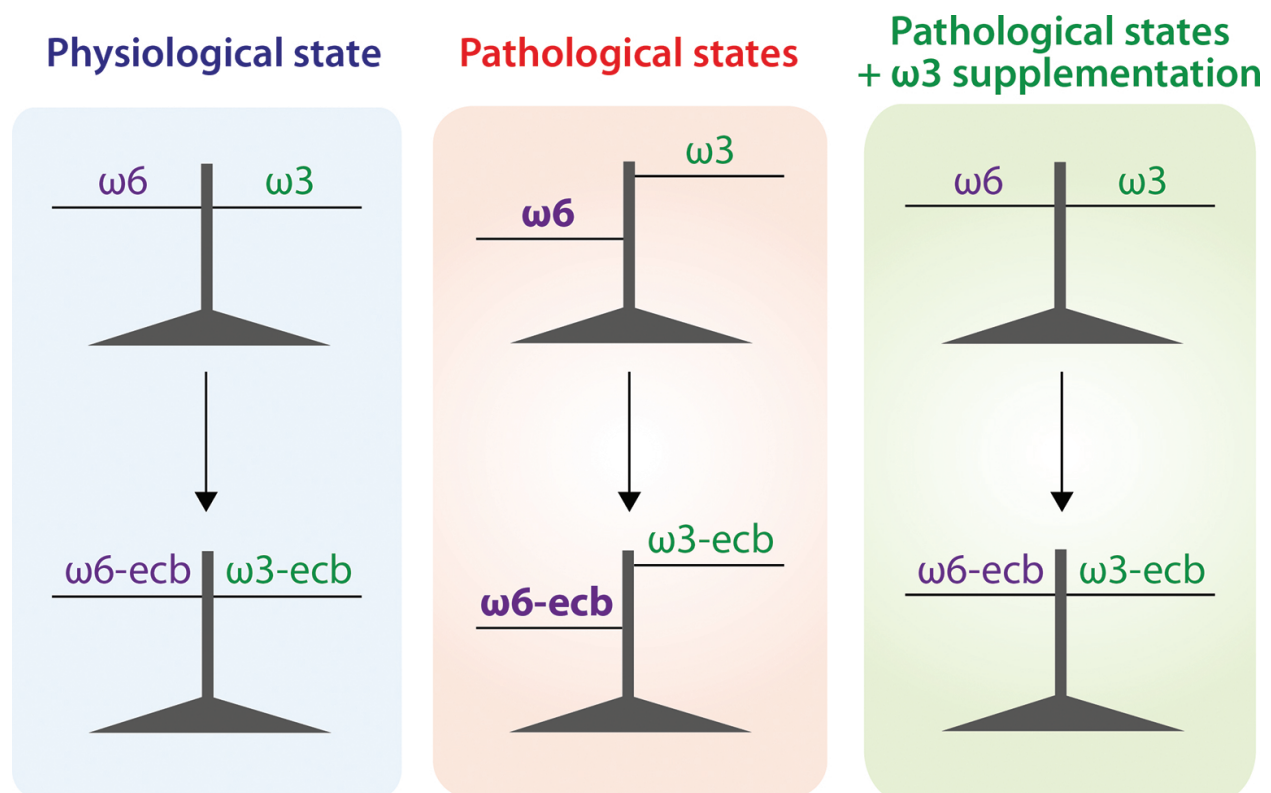 Physiological state
ω6
ω3
ω6-ecb
ω3-ecb
Pathological states
ω3
ω6
ω3-ecb
ω6-ecb
Pathological states
+ ω3 supplementation
ω6
ω3
ω6-ecb
ω3-ecb